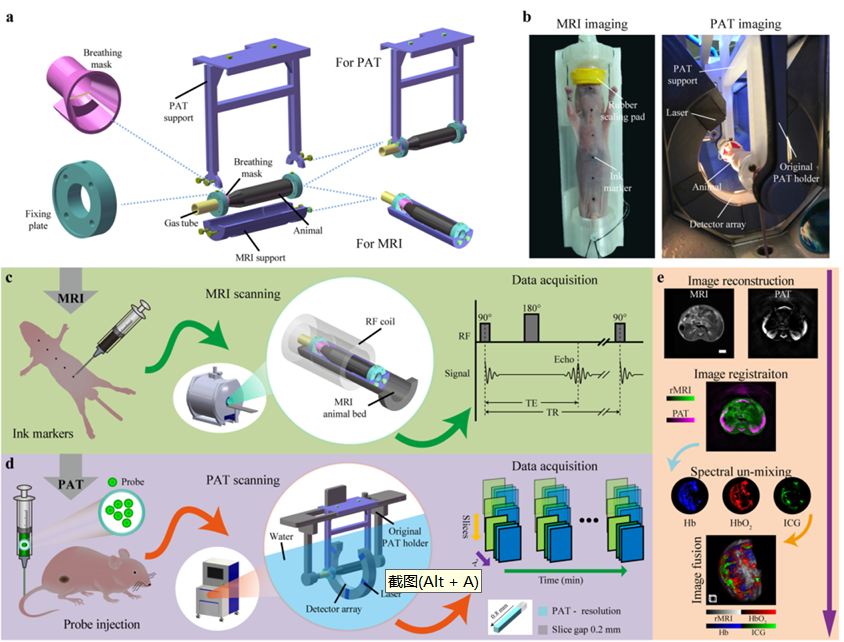 a
Breathing
mask
Fixing
plate
PAT
support
Breathing
mask
Gas tube
Animal
MRI support
For PAT
For MRI
b
MRI imaging
PAT imaging
Rubber
sealing pad
Ink
marker
PAT
support
Laser
Animal
Original
PAT holder
Detector array
c
MRI
Ink markers
MRI scanning
RF coil
MRI
animal bed
Data acquisition
90°
180°
90°
RF
Signal
Echo
TE
TR
d
PAT
Probe
Probe injection
PAT scanning
Water
Original
PAT holder
Laser
Detector array
截图(Alt + A)
Data acquisition
Slices
λ
Time (min)
0.8 mm
PAT - resolution
Slice gap 0.2 mm
e
Image reconstruction
MRI
PAT
Image registraiton
rMRI
PAT
Spectral un-mixing
Hb
HbO₂
ICG
Image fusion
rMRI
HbO₂
Hb
ICG